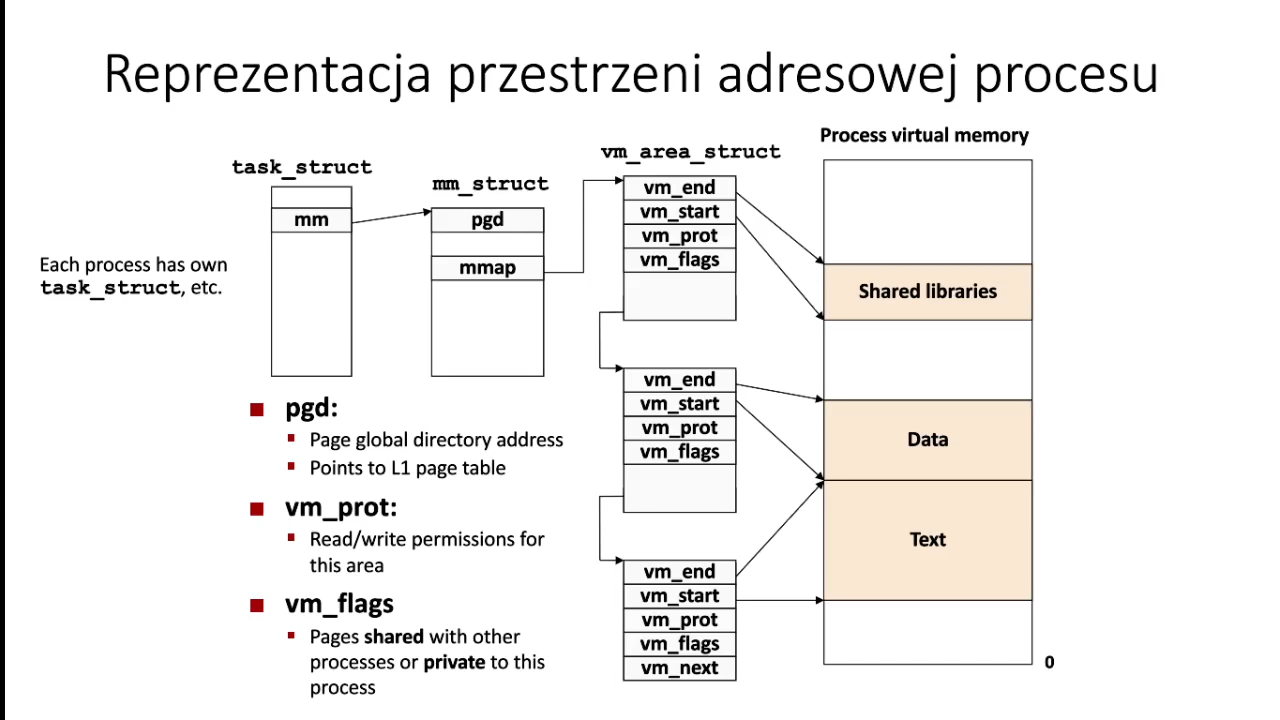 Reprezentacja przestrzeni adresowej procesu
Process virtual memory
task_struct
mm
mm_struct
pgd
mmap
vm_area_struct
vm_end
vm_start
vm_prot
vm_flags
vm_end
vm_start
vm_prot
vm_flags
vm_end
vm_start
vm_prot
vm_flags
vm_next
Shared libraries
Data
Text
0
Each process has own
task_struct, etc.
pgd:
Page global directory address
Points to L1 page table
vm_prot:
Read/write permissions for
this area
vm_flags
Pages shared with other
processes or private to this
process